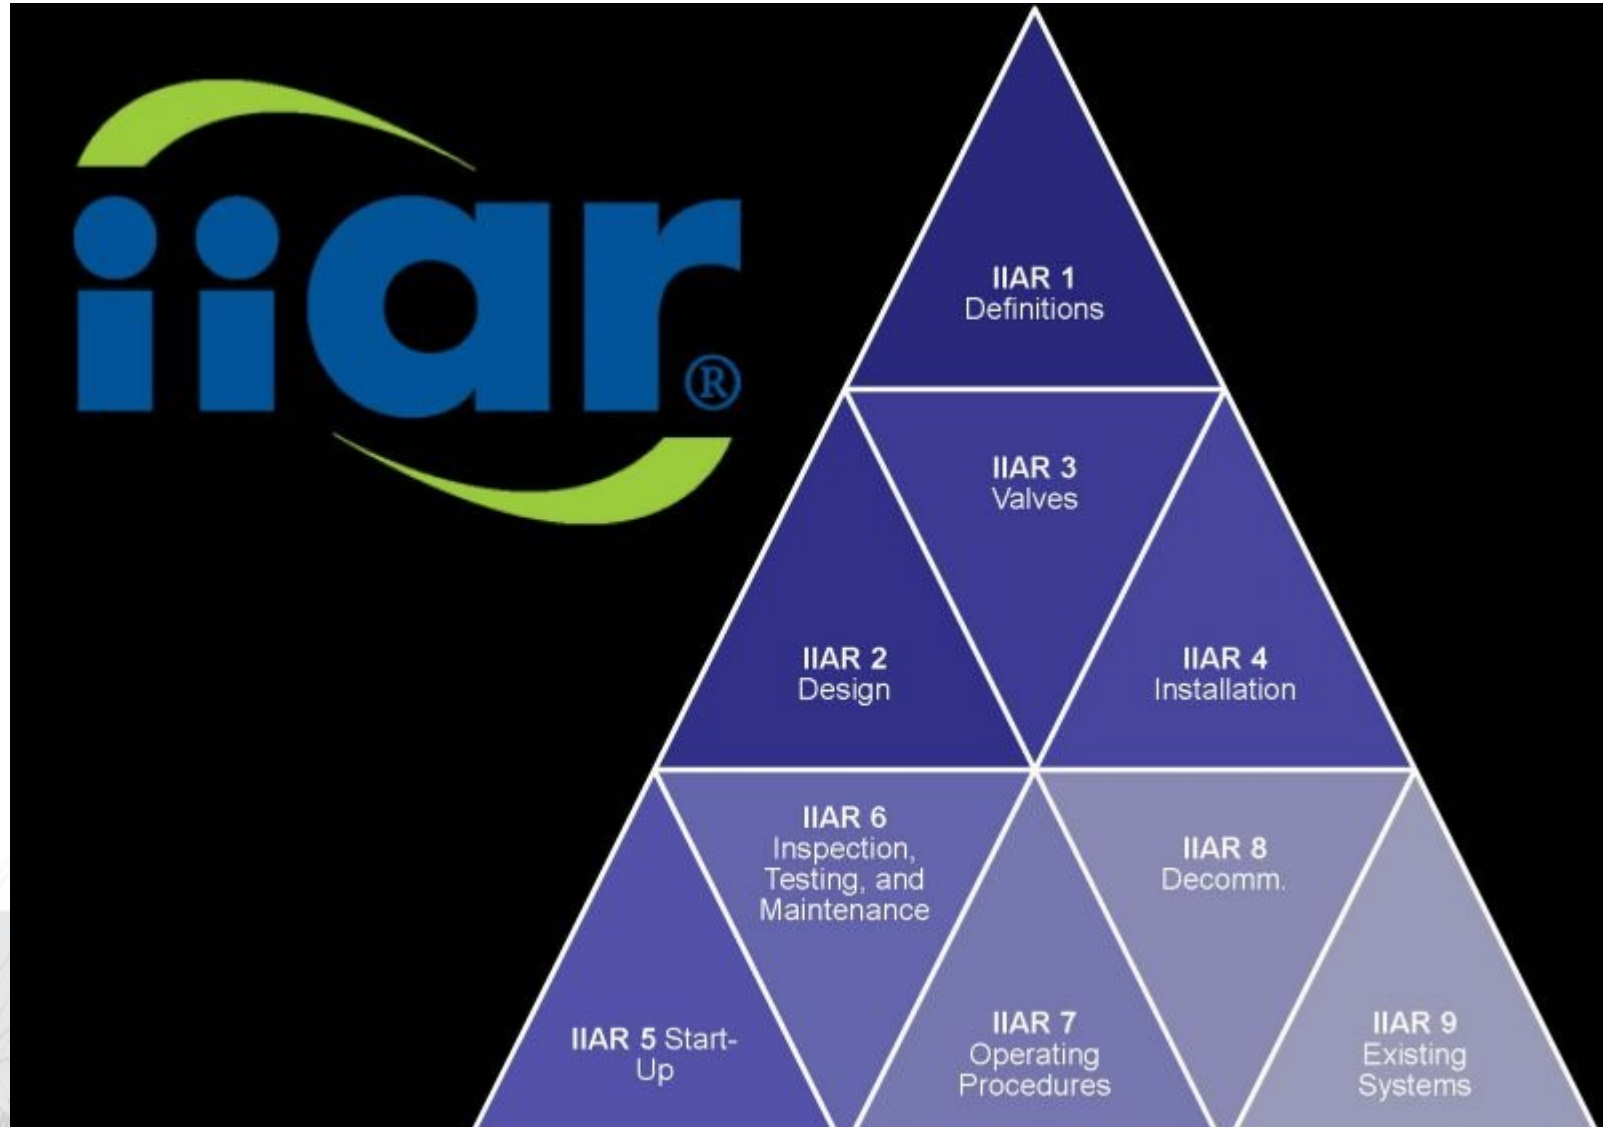 iiar®
IIAR 1
Definitions
IIAR 3
Valves
IIAR 2
Design
IIAR 4
Installation
IIAR 6
Inspection,
Testing, and
Maintenance
IIAR 8
Decomm.
IIAR 5 Start-
Up
IIAR 7
Operating
Procedures
IIAR 9
Existing
Systems